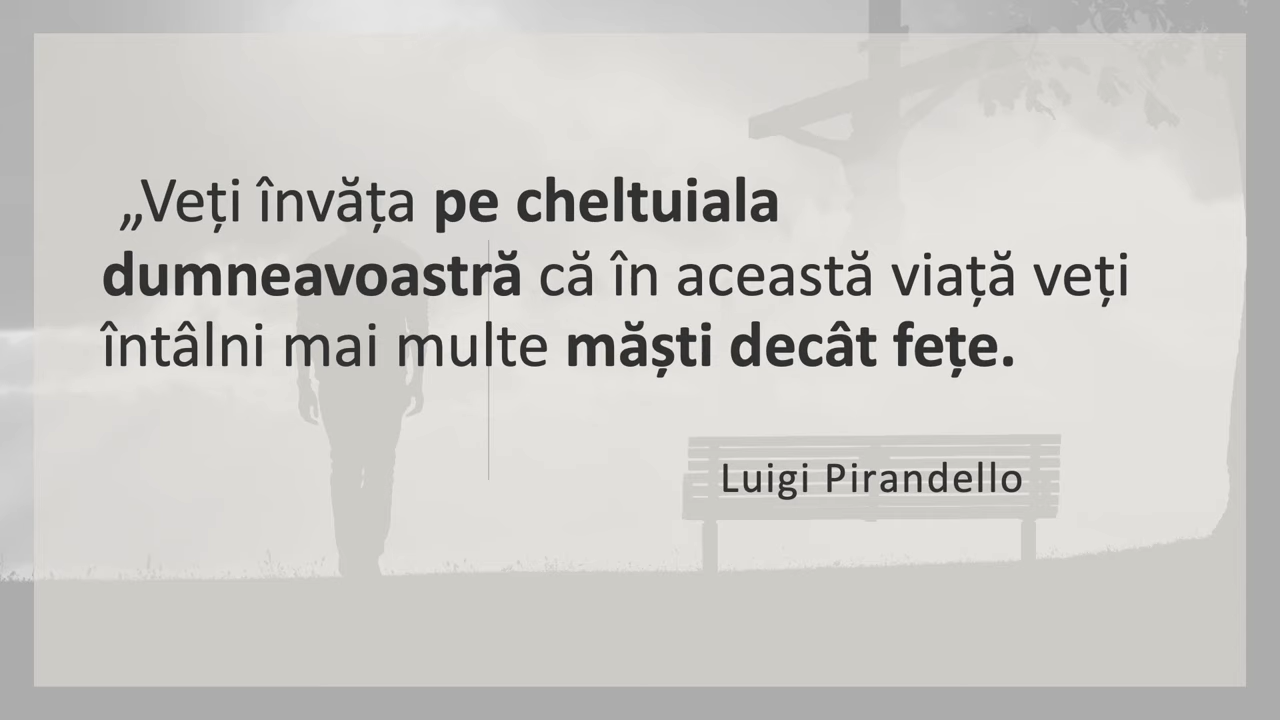 „Veți învăța pe cheltuiala
dumneavoastră că în această viață veți
întâlni mai multe măști decât fețe.
Luigi Pirandello